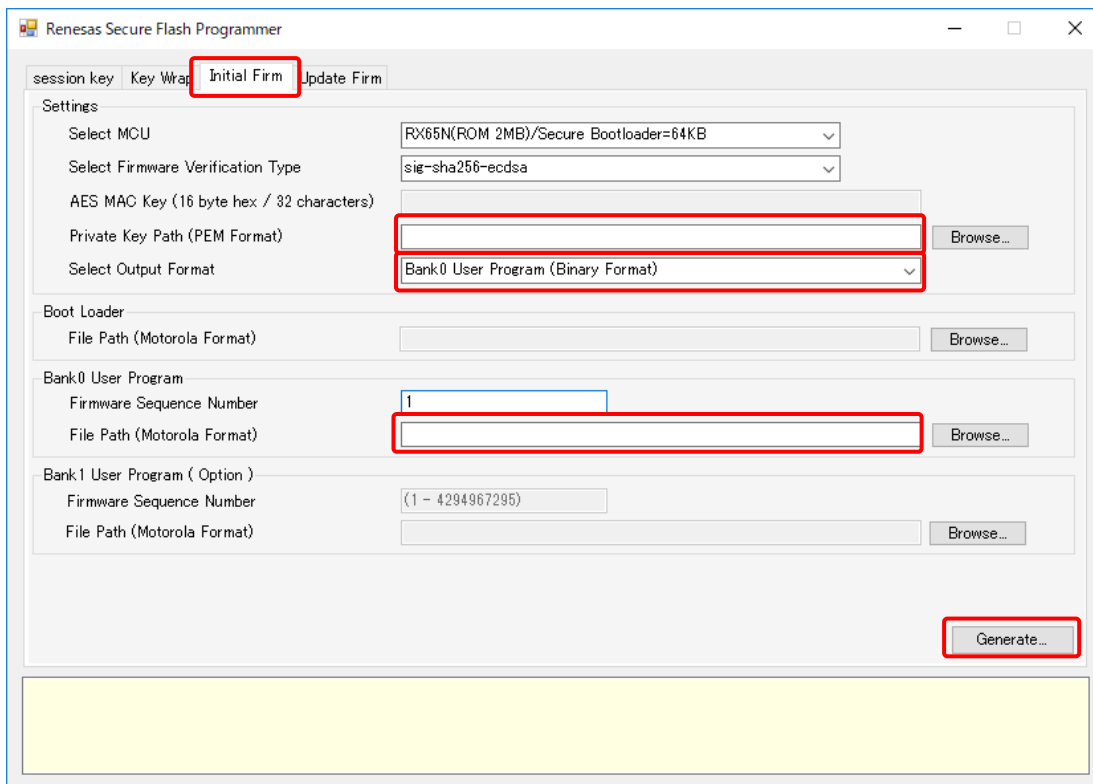 Renesas Secure Flash Programmer
session key Key Wrap Initial Firm Update Firm
Settings
Select MCU RX65N(ROM 2MB)/Secure Bootloader=64KB
Select Firmware Verification Type sig-sha256-ecdsa
AES MAC Key (16 byte hex / 32 characters)
Private Key Path (PEM Format) Browse...
Select Output Format Bank0 User Program (Binary Format)
Boot Loader
File Path (Motorola Format) Browse...
Bank0 User Program
Firmware Sequence Number 1
File Path (Motorola Format) Browse...
Bank1 User Program ( Option )
Firmware Sequence Number (1 - 4294967295)
File Path (Motorola Format) Browse...
Generate...